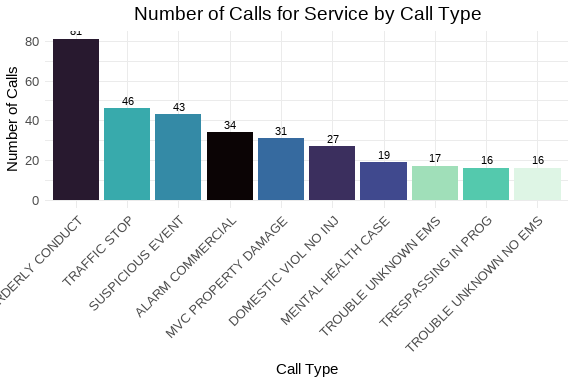 Number of Calls for Service by Call Type
Number of Calls
80
60
40
20
0
81
46
43
34
31
27
19
17
16
16
RDERLY CONDUCT
TRAFFIC STOP
SUSPICIOUS EVENT
ALARM COMMERCIAL
MVC PROPERTY DAMAGE
DOMESTIC VIOL NO INJ
MENTAL HEALTH CASE
TROUBLE UNKNOWN EMS
TRESPASSING IN PROG
TROUBLE UNKNOWN NO EMS
Call Type